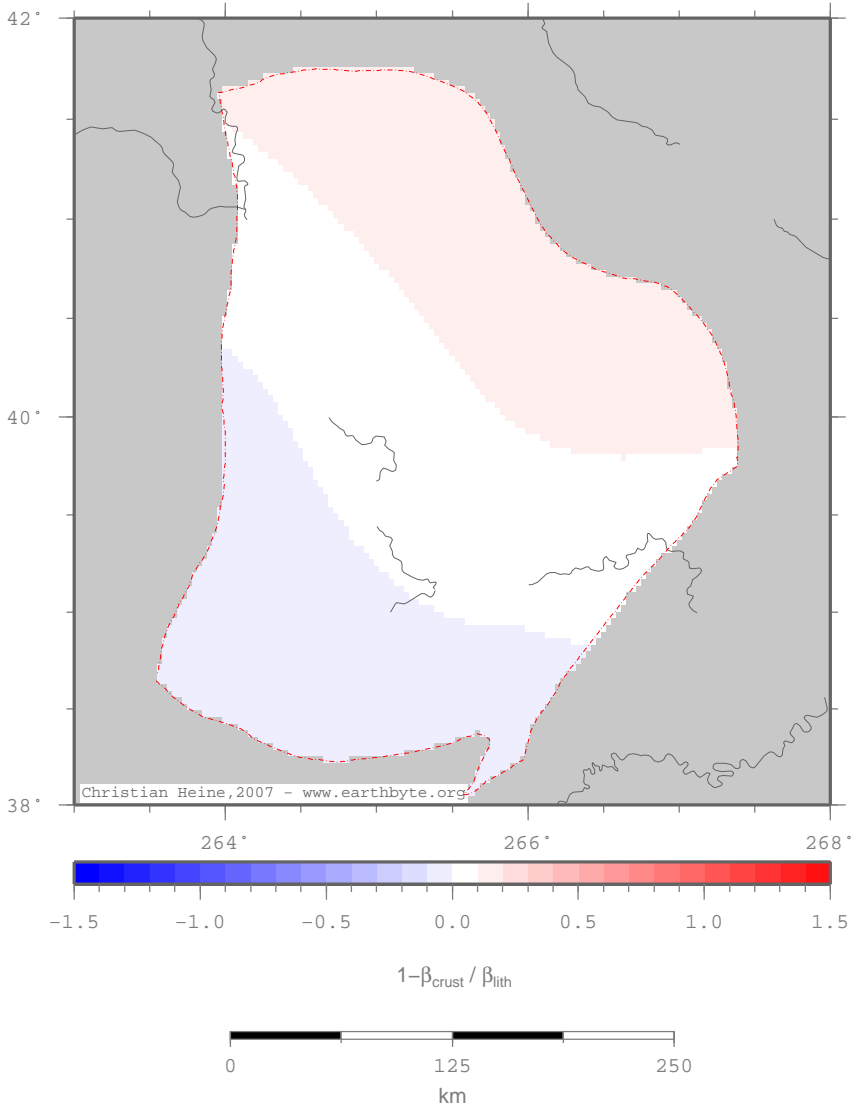 42°
40°
38°
Christian Heine,2007 - www.earthbyte.org
264° 266° 268°
−1.5 −1.0 −0.5 0.0 0.5 1.0 1.5
1−βcrust / βlith
0 125 250
km